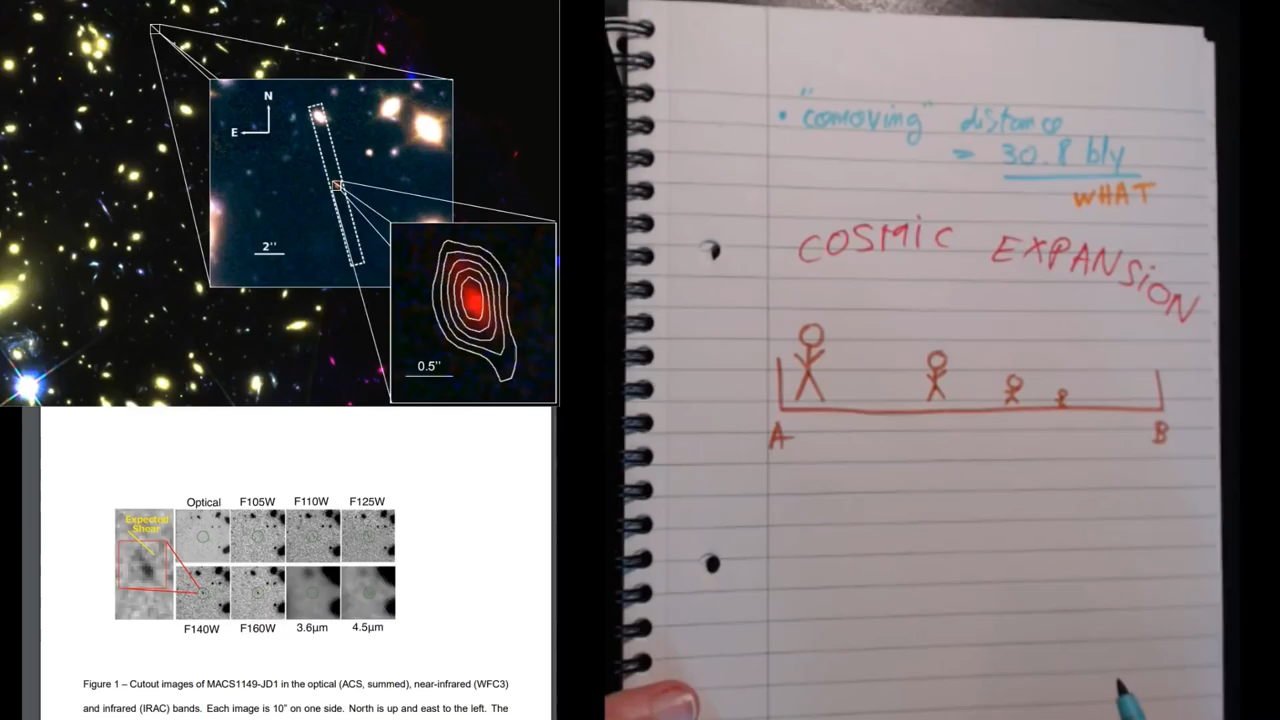 N
E
2''
0.5''
Optical F105W F110W F125W
Expected
Shear
F140W F160W 3.6μm 4.5μm
Figure 1 – Cutout images of MACS1149-JD1 in the optical (ACS, summed), near-infrared (WFC3)
and infrared (IRAC) bands. Each image is 10" on one side. North is up and east to the left. The
• "comoving" distance
= 30.8 bly
WHAT
COSMIC EXPANSION
A B